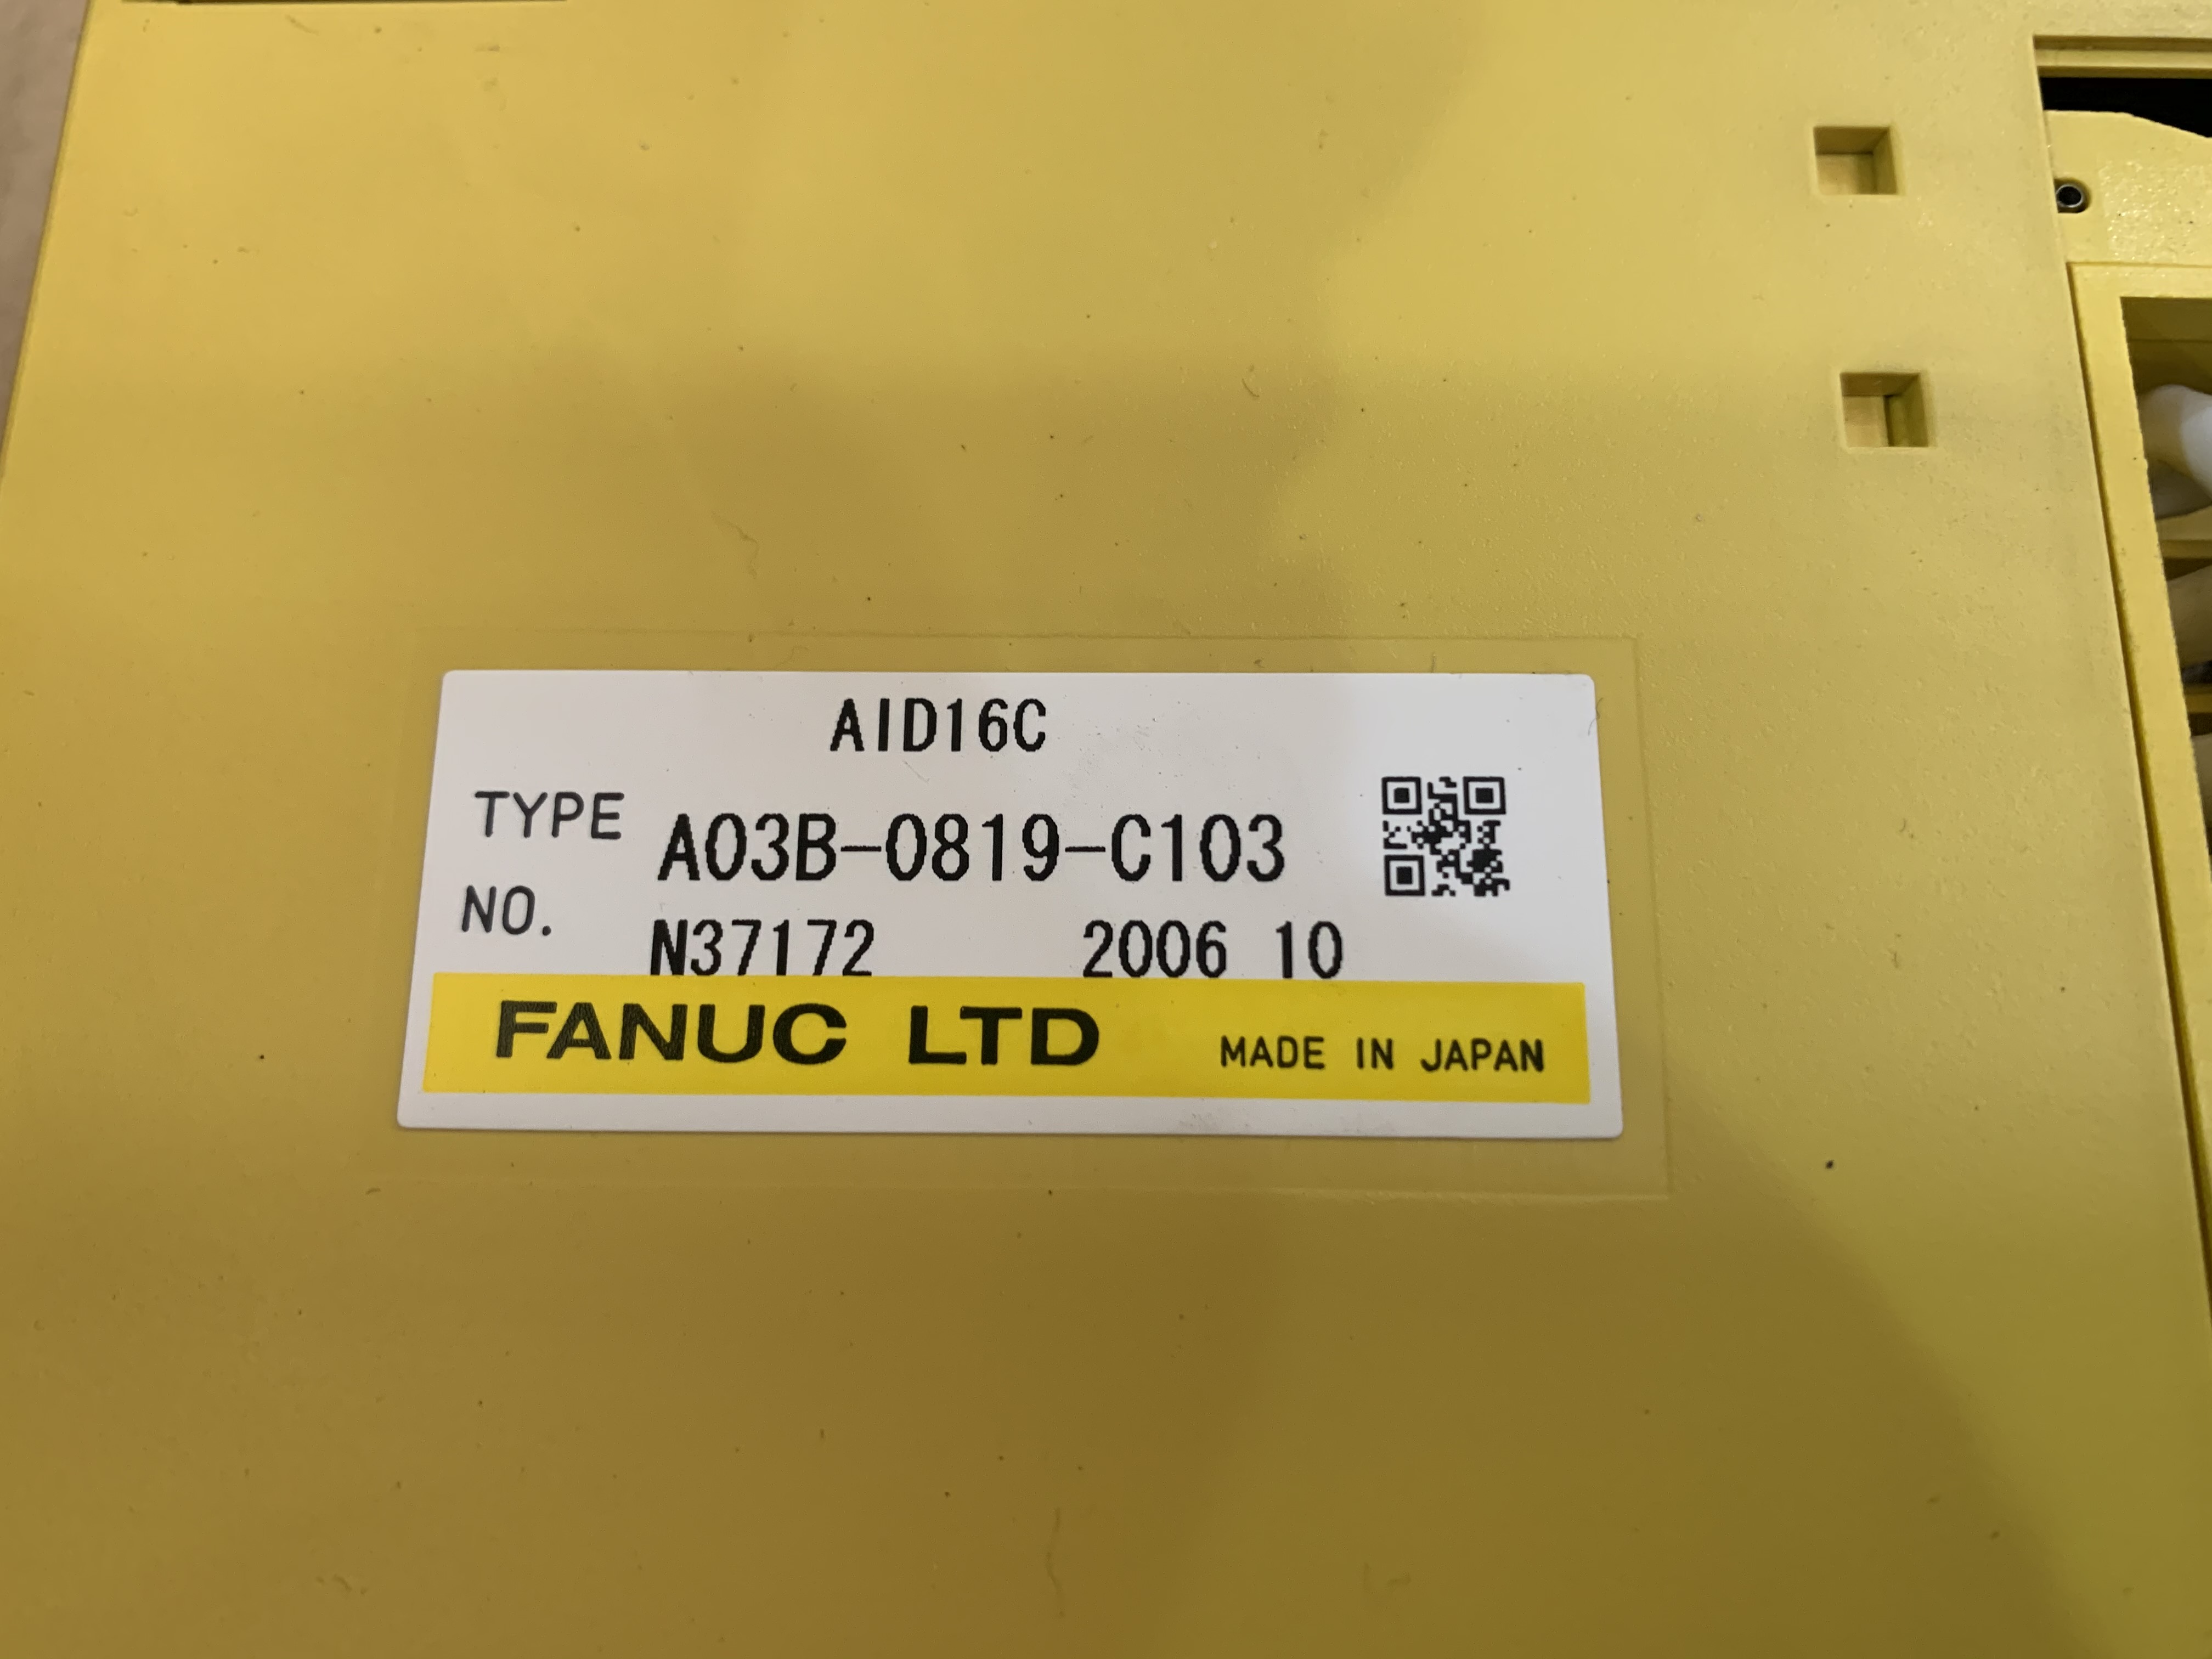 AID16C
TYPE A03B-0819-C103
NO. N37172 2006 10
FANUC LTD MADE IN JAPAN